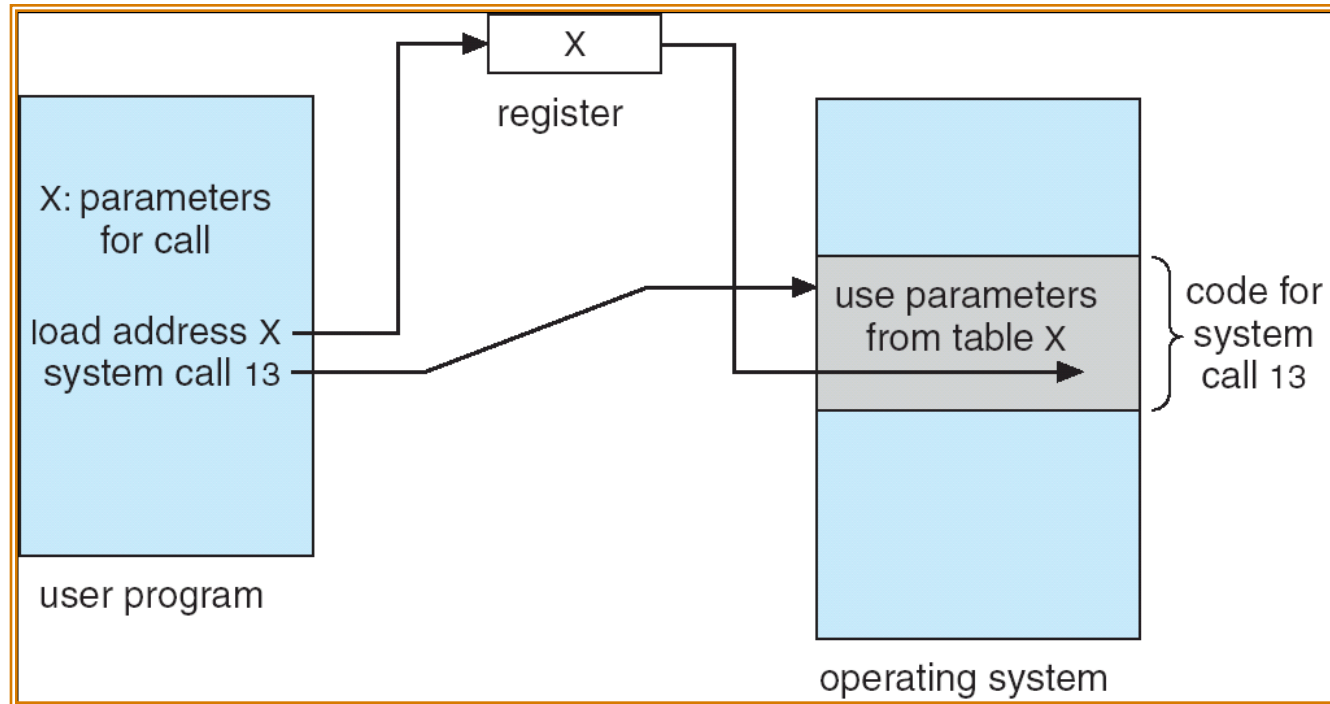 X
register
X: parameters
for call
load address X
system call 13
user program
use parameters
from table X
code for
system
call 13
operating system